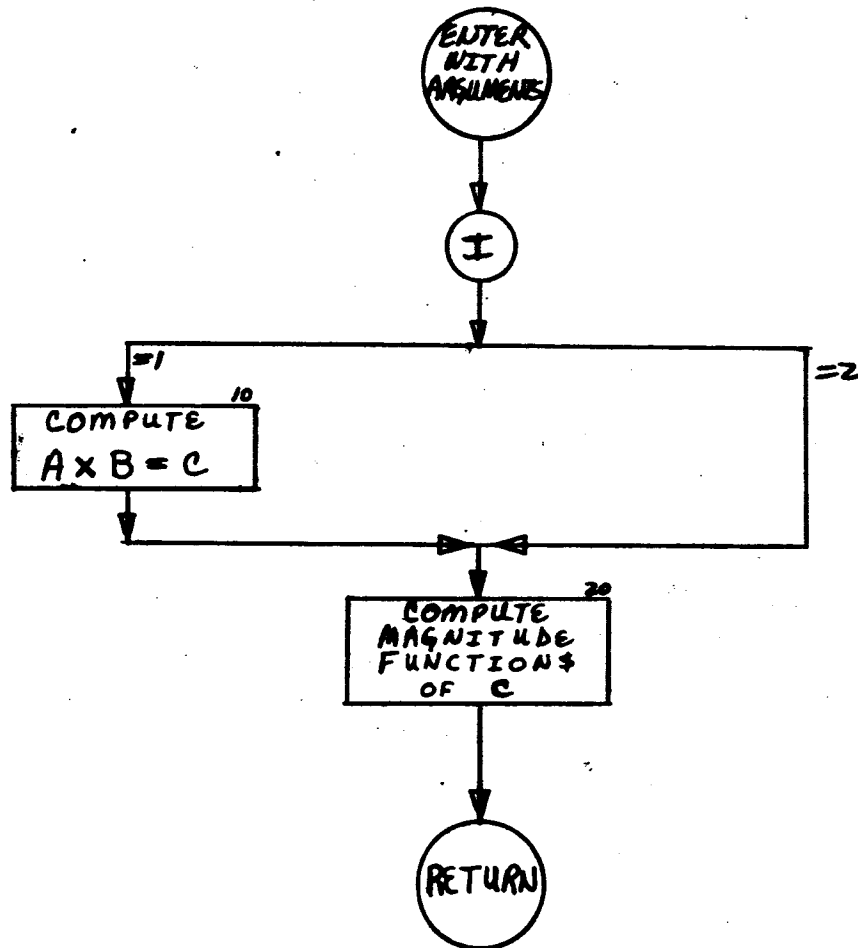 ENTER
WITH
ARGUMENTS
I
=1
=2
10
COMPUTE
A x B = C
20
COMPUTE
MAGNITUDE
FUNCTIONS
OF C
RETURN